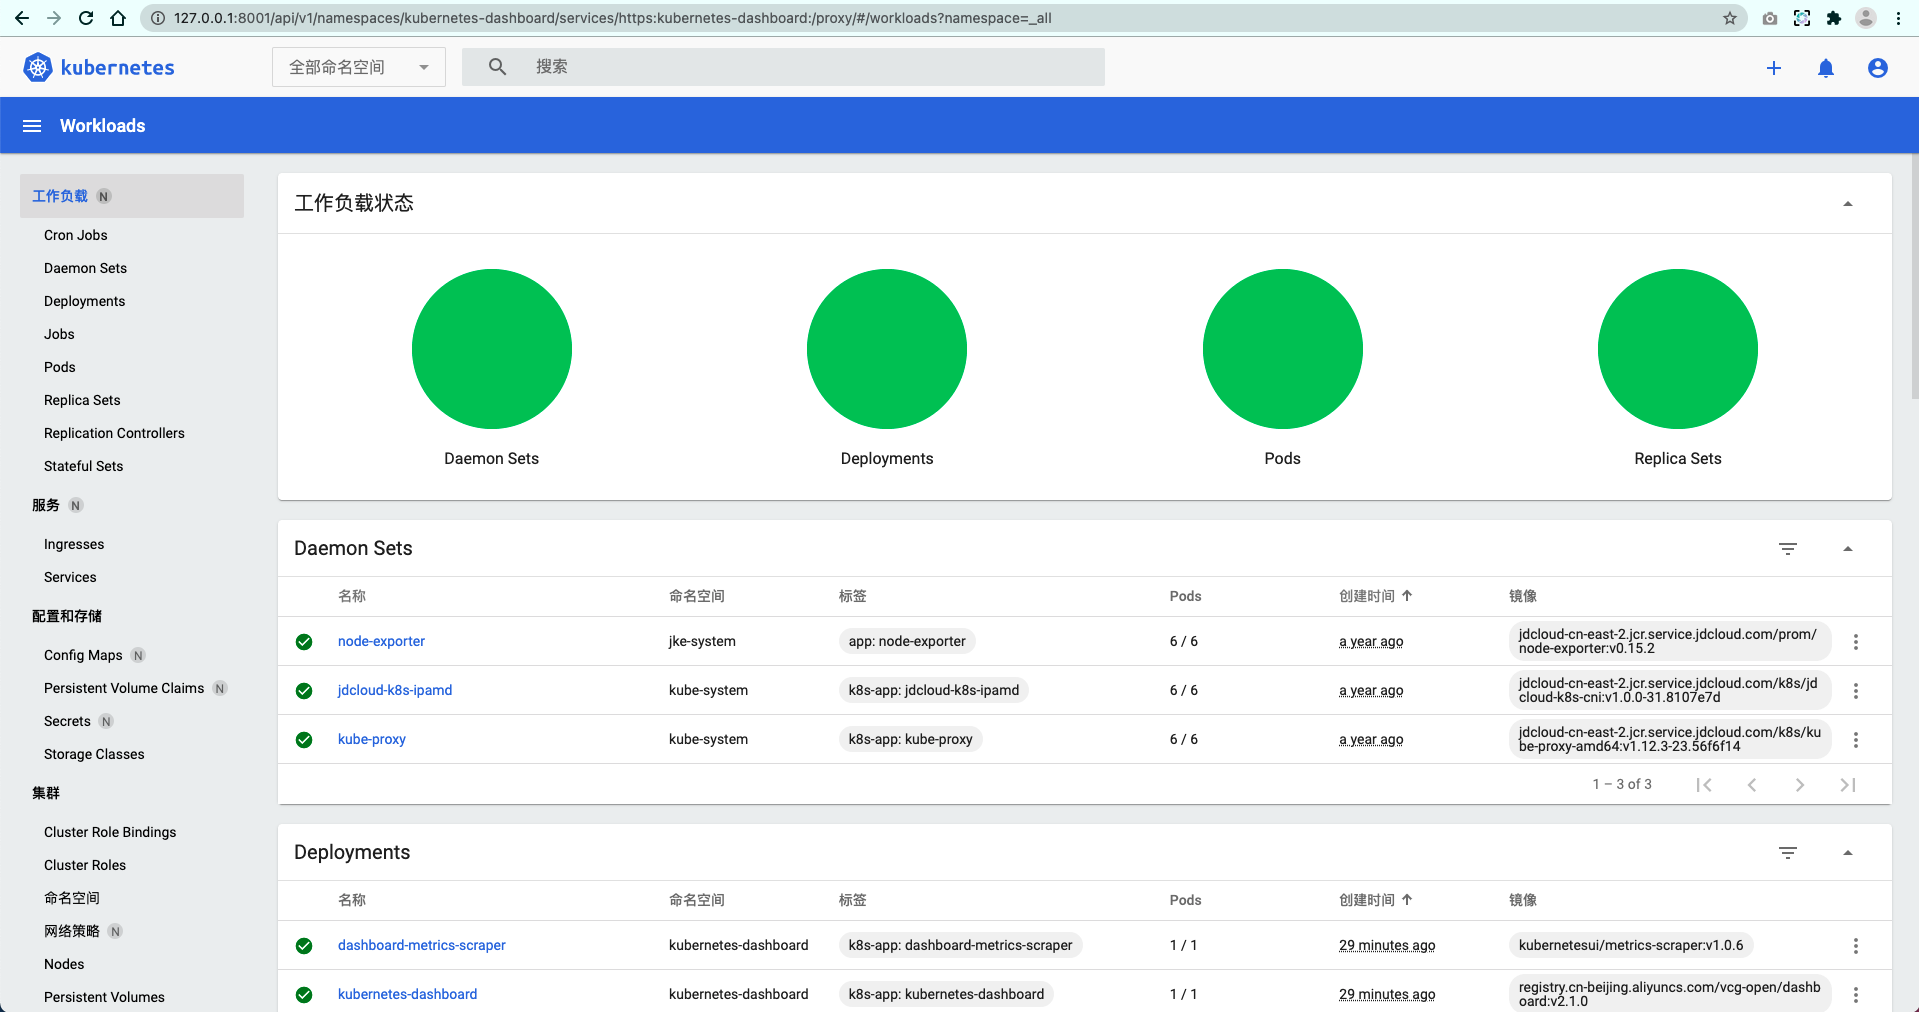 127.0.0.1:8001/api/v1/namespaces/kubernetes-dashboard/services/https:kubernetes-dashboard:/proxy/#/workloads?namespace=_all
kubernetes
全部命名空间
搜索
Workloads
工作负载 N
Cron Jobs
Daemon Sets
Deployments
Jobs
Pods
Replica Sets
Replication Controllers
Stateful Sets
服务 N
Ingresses
Services
配置和存储
Config Maps N
Persistent Volume Claims N
Secrets N
Storage Classes
集群
Cluster Role Bindings
Cluster Roles
命名空间
网络策略 N
Nodes
Persistent Volumes
工作负载状态
Daemon Sets
Deployments
Pods
Replica Sets
Daemon Sets
名称 命名空间 标签 Pods 创建时间 镜像
node-exporter jke-system app: node-exporter 6 / 6 a year ago jdcloud-cn-east-2.jcr.service.jdcloud.com/prom/
node-exporter:v0.15.2
jdcloud-k8s-ipamd kube-system k8s-app: jdcloud-k8s-ipamd 6 / 6 a year ago jdcloud-cn-east-2.jcr.service.jdcloud.com/k8s/jd
cloud-k8s-cni:v1.0.0-31.8107e7d
kube-proxy kube-system k8s-app: kube-proxy 6 / 6 a year ago jdcloud-cn-east-2.jcr.service.jdcloud.com/k8s/ku
be-proxy-amd64:v1.12.3-23.56f6f14
1 – 3 of 3
Deployments
名称 命名空间 标签 Pods 创建时间 镜像
dashboard-metrics-scraper kubernetes-dashboard k8s-app: dashboard-metrics-scraper 1 / 1 29 minutes ago kubernetesui/metrics-scraper:v1.0.6
kubernetes-dashboard kubernetes-dashboard k8s-app: kubernetes-dashboard 1 / 1 29 minutes ago registry.cn-beijing.aliyuncs.com/vcg-open/dashb
oard:v2.1.0